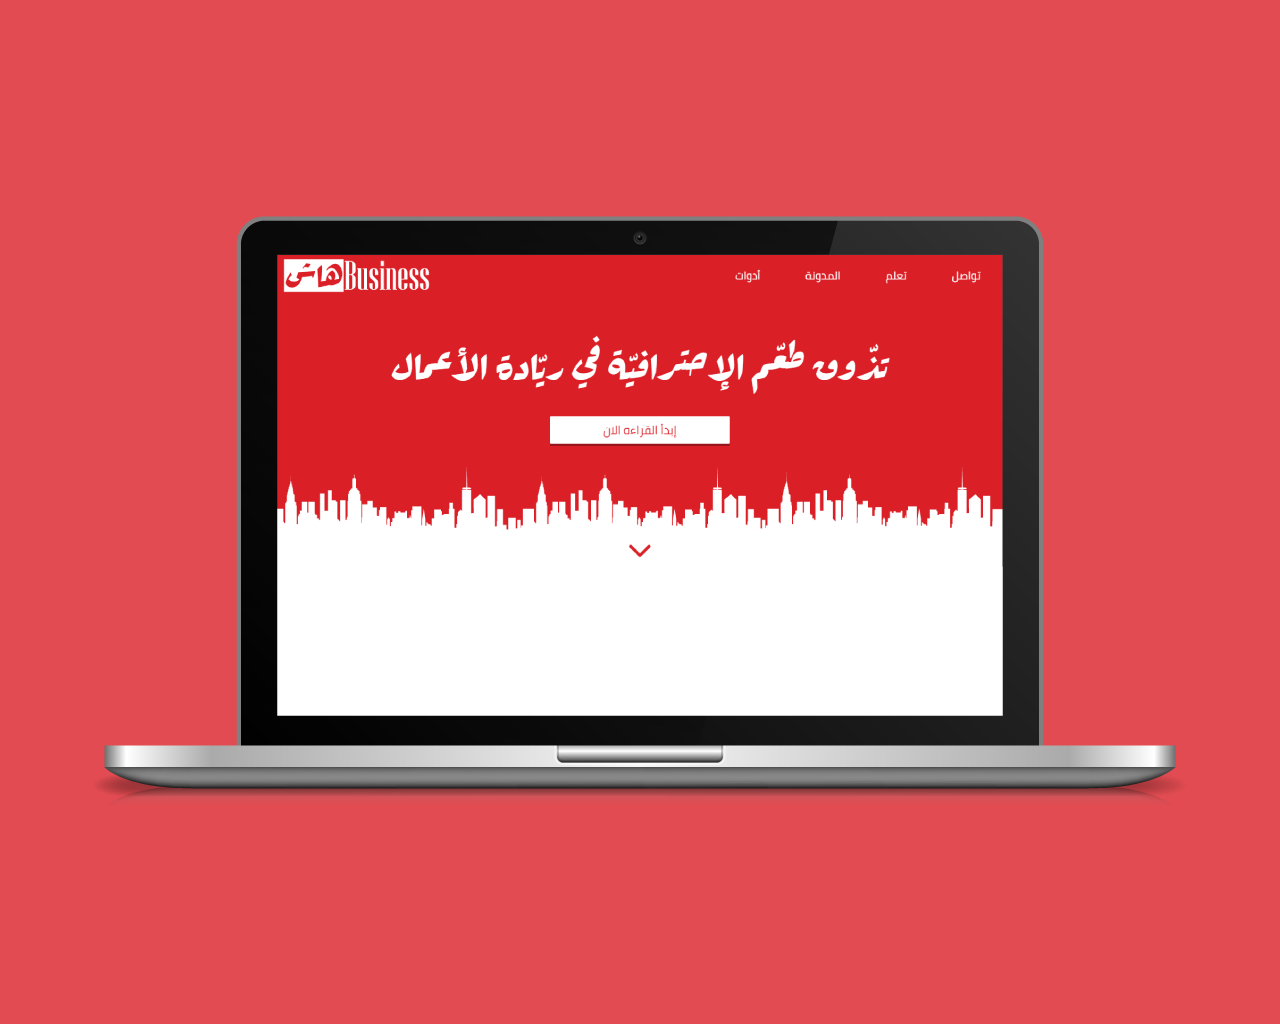 هاش Business
تواصل تعلم المدونة أدوات
تذّوق طعّم الإحترافيّة في ريّادة الأعمال
إبدأ القراءه الان